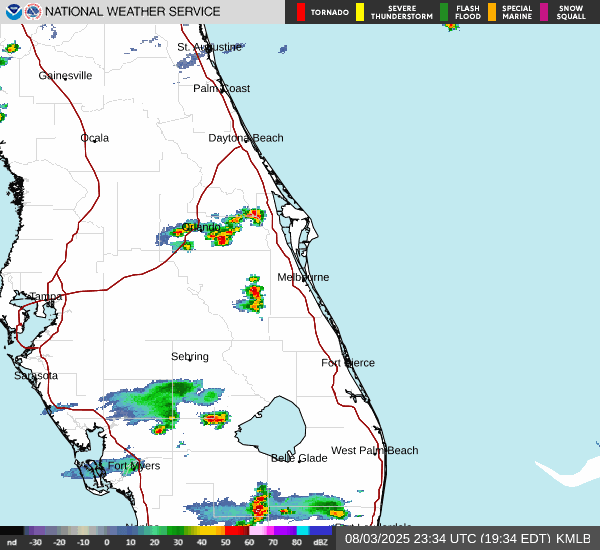 NATIONAL WEATHER SERVICE
TORNADO
SEVERE THUNDERSTORM
FLASH FLOOD
SPECIAL MARINE
SNOW SQUALL
St. Augustine
Gainesville
Palm Coast
Ocala
Daytona Beach
Orlando
Melbourne
Tampa
Sebring
Fort Pierce
Sarasota
West Palm Beach
Belle Glade
Fort Myers
nd -30 -20 -10 0 10 20 30 40 50 60 70 80 dBZ
08/03/2025 23:34 UTC (19:34 EDT) KMLB